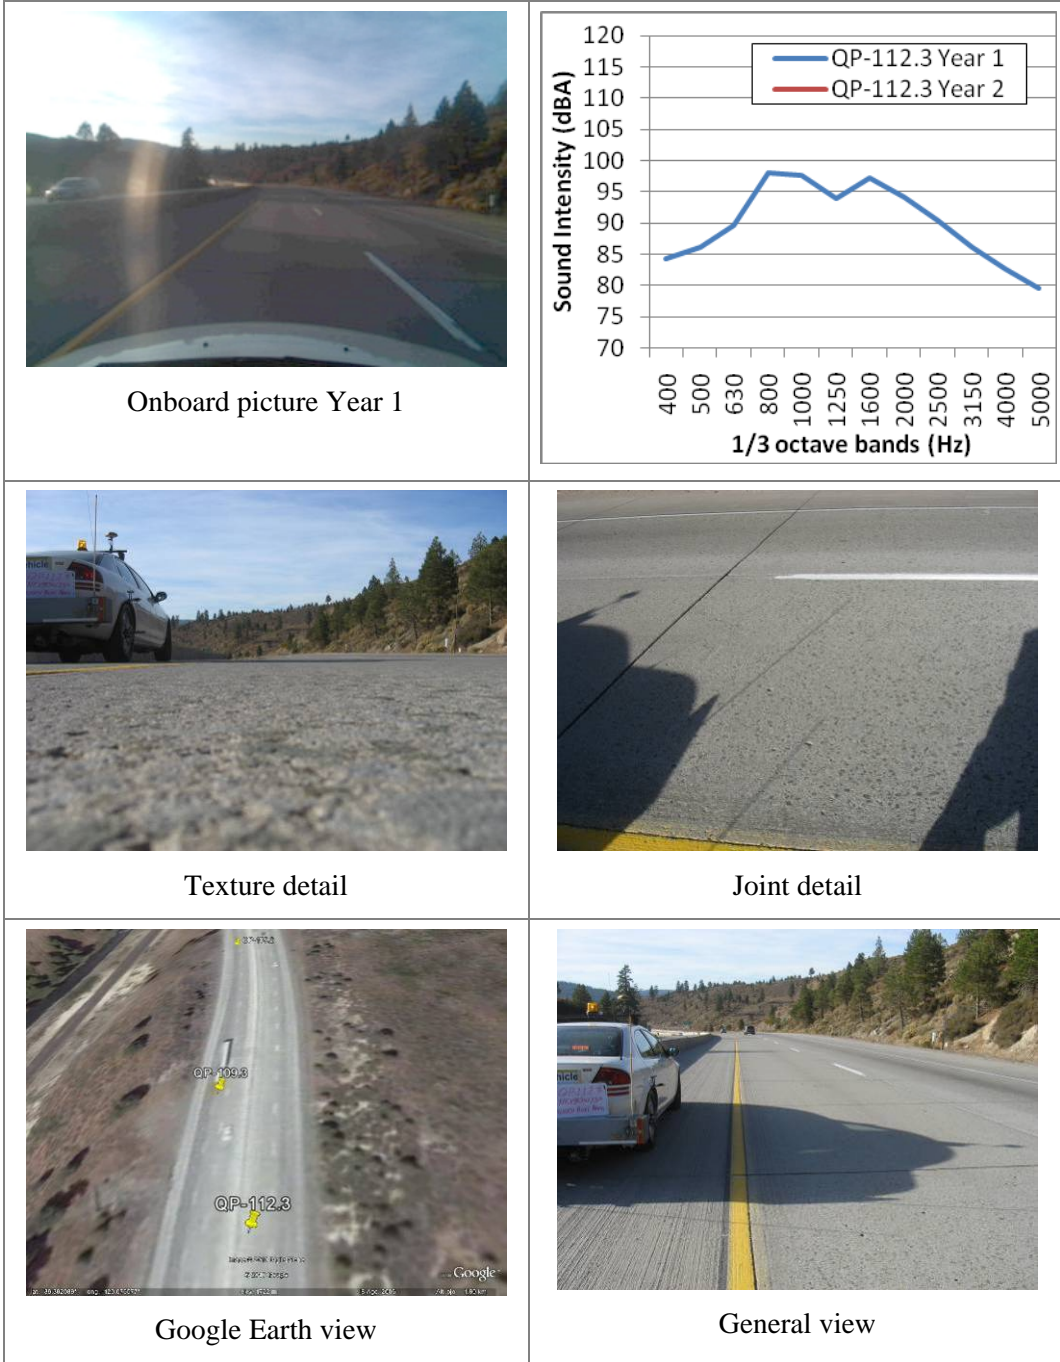 120
115
110
105
100
95
90
85
80
75
70
Sound Intensity (dBA)
QP-112.3 Year 1
QP-112.3 Year 2
400
500
630
800
1000
1250
1600
2000
2500
3150
4000
5000
1/3 octave bands (Hz)
Onboard picture Year 1
Texture detail
Joint detail
QP-109.3
QP-112.3
Google
Google Earth view
hicle
General view